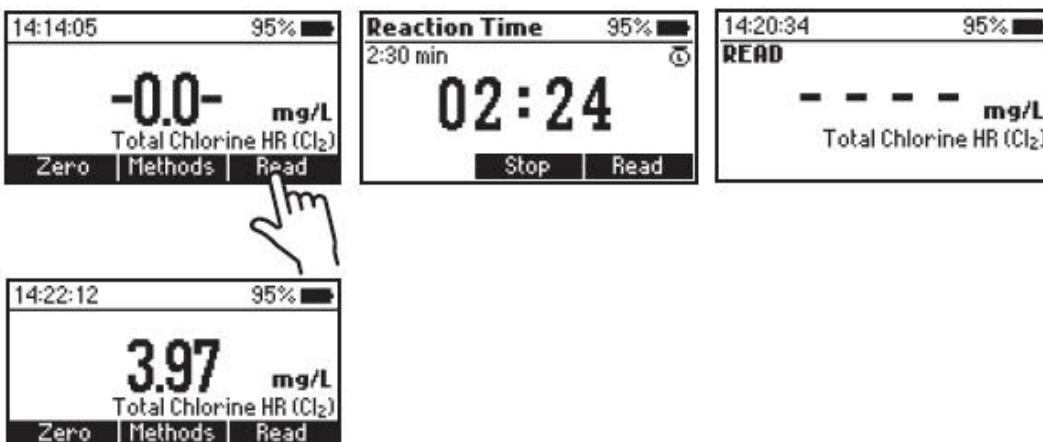 14:14:05 95%
-0.0- mg/L
Total Chlorine HR (Cl₂)
Zero Methods Read
Reaction Time 95%
2:30 min
02:24
Stop Read
14:20:34 95%
READ
- - - - mg/L
Total Chlorine HR (Cl₂)
14:22:12 95%
3.97 mg/L
Total Chlorine HR (Cl₂)
Zero Methods Read